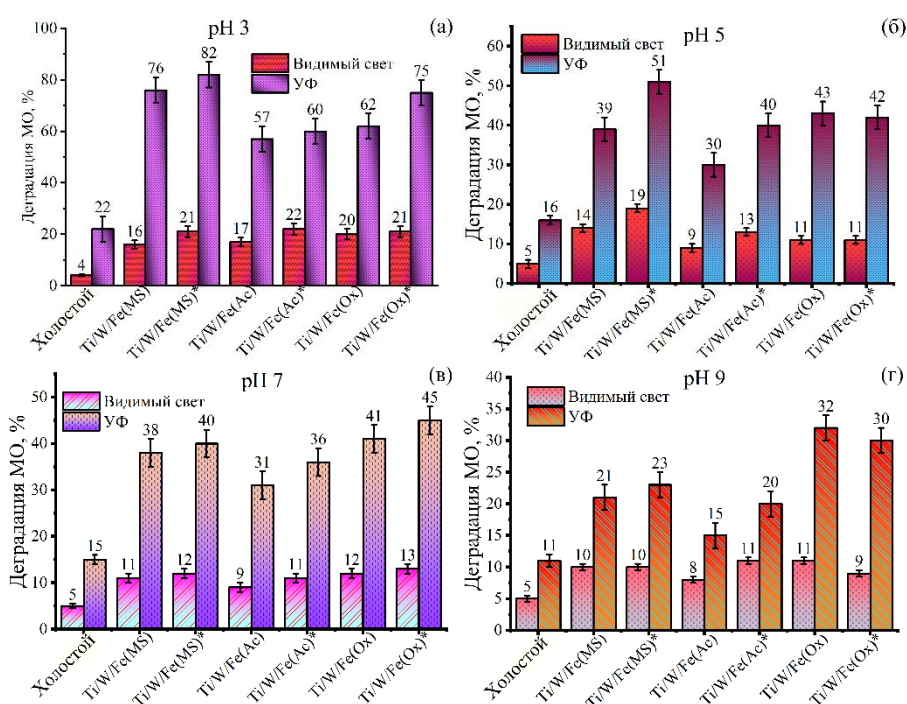 pH 3
(а)
Деградация МО, %
100
80
60
40
20
0
Видимый свет
УФ
4
22
16
76
21
82
17
57
22
60
20
62
21
75
Холостой
Ti/W/Fe(MS)
Ti/W/Fe(MS)*
Ti/W/Fe(Ac)
Ti/W/Fe(Ac)*
Ti/W/Fe(Ox)
Ti/W/Fe(Ox)*
pH 5
(б)
Деградация МО, %
60
50
40
30
20
10
0
Видимый свет
УФ
5
16
14
39
19
51
9
30
13
40
11
43
11
42
Холостой
Ti/W/Fe(MS)
Ti/W/Fe(MS)*
Ti/W/Fe(Ac)
Ti/W/Fe(Ac)*
Ti/W/Fe(Ox)
Ti/W/Fe(Ox)*
pH 7
(в)
Деградация МО, %
50
40
30
20
10
0
Видимый свет
УФ
5
15
11
38
12
40
9
31
11
36
12
41
13
45
Холостой
Ti/W/Fe(MS)
Ti/W/Fe(MS)*
Ti/W/Fe(Ac)
Ti/W/Fe(Ac)*
Ti/W/Fe(Ox)
Ti/W/Fe(Ox)*
pH 9
(г)
Деградация МО, %
40
35
30
25
20
15
10
5
0
Видимый свет
УФ
5
11
10
21
10
23
8
15
11
20
11
32
9
30
Холостой
Ti/W/Fe(MS)
Ti/W/Fe(MS)*
Ti/W/Fe(Ac)
Ti/W/Fe(Ac)*
Ti/W/Fe(Ox)
Ti/W/Fe(Ox)*